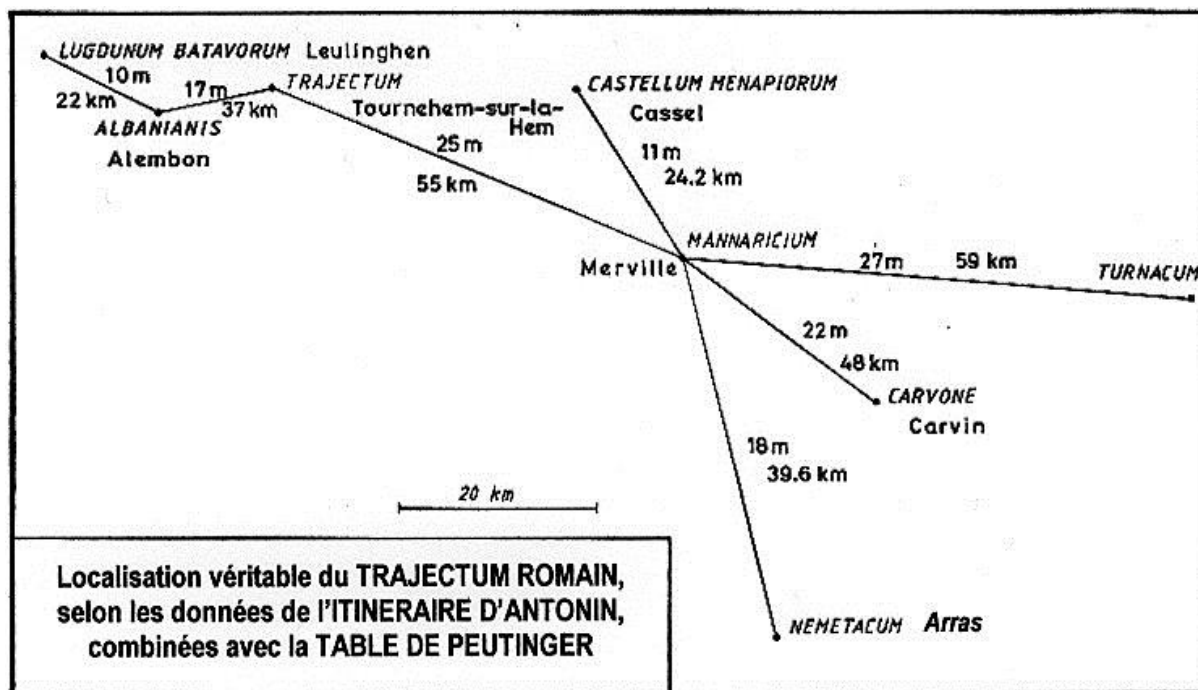 LUGDUNUM BATAVORUM Leulinghen
10 m
22 km
17 m
37 km
ALBANIANIS
Alembon
TRAJECTUM
Tournehem-sur-la-
Hem
25 m
55 km
CASTELLUM MENAPIORUM
Cassel
11 m
24.2 km
MANNARICIUM
Merville
27 m
59 km
TURNACUM
22 m
48 km
CARVONE
Carvin
18 m
39.6 km
20 km
NEMETACUM Arras
Localisation véritable du TRAJECTUM ROMAIN,
selon les données de l'ITINERAIRE D'ANTONIN,
combinées avec la TABLE DE PEUTINGER